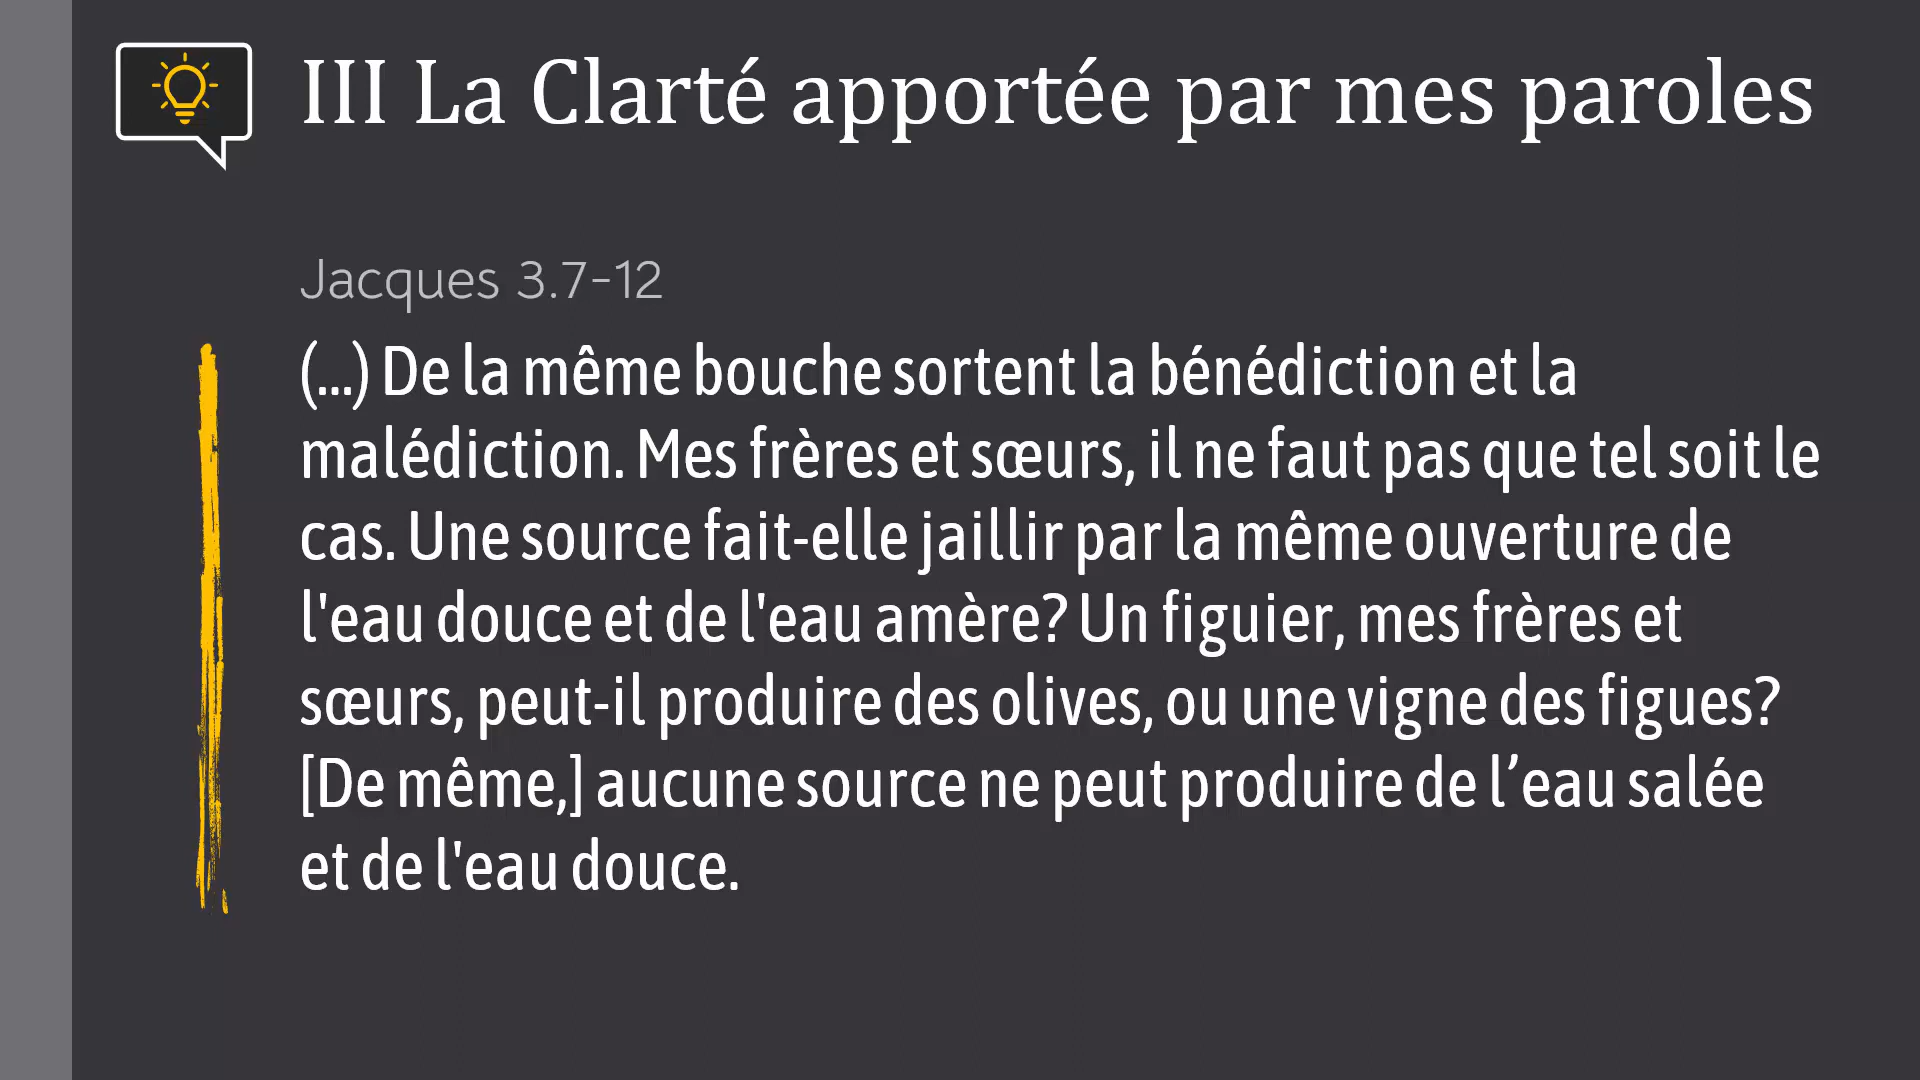 III La Clarté apportée par mes paroles
Jacques 3.7-12
(...) De la même bouche sortent la bénédiction et la
malédiction. Mes frères et sœurs, il ne faut pas que tel soit le
cas. Une source fait-elle jaillir par la même ouverture de
l'eau douce et de l'eau amère? Un figuier, mes frères et
sœurs, peut-il produire des olives, ou une vigne des figues?
[De même,] aucune source ne peut produire de l’eau salée
et de l'eau douce.